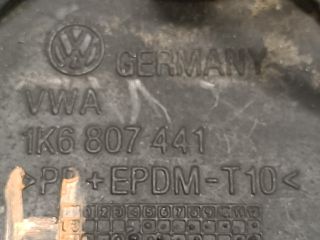 GERMANY
VWA
1K6 807 441
>PP+EPDM-T10<